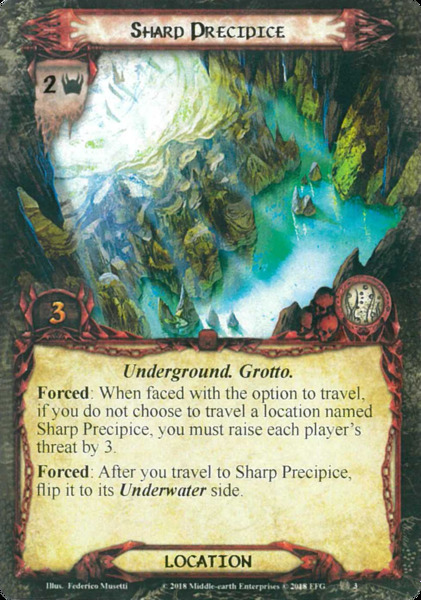 Sharp Precipice
2
3
Underground. Grotto.
Forced: When faced with the option to travel,
if you do not choose to travel a location named
Sharp Precipice, you must raise each player's
threat by 3.
Forced: After you travel to Sharp Precipice,
flip it to its Underwater side.
LOCATION
Illus. Federico Musetti © 2018 Middle-earth Enterprises © 2018 FFG 3